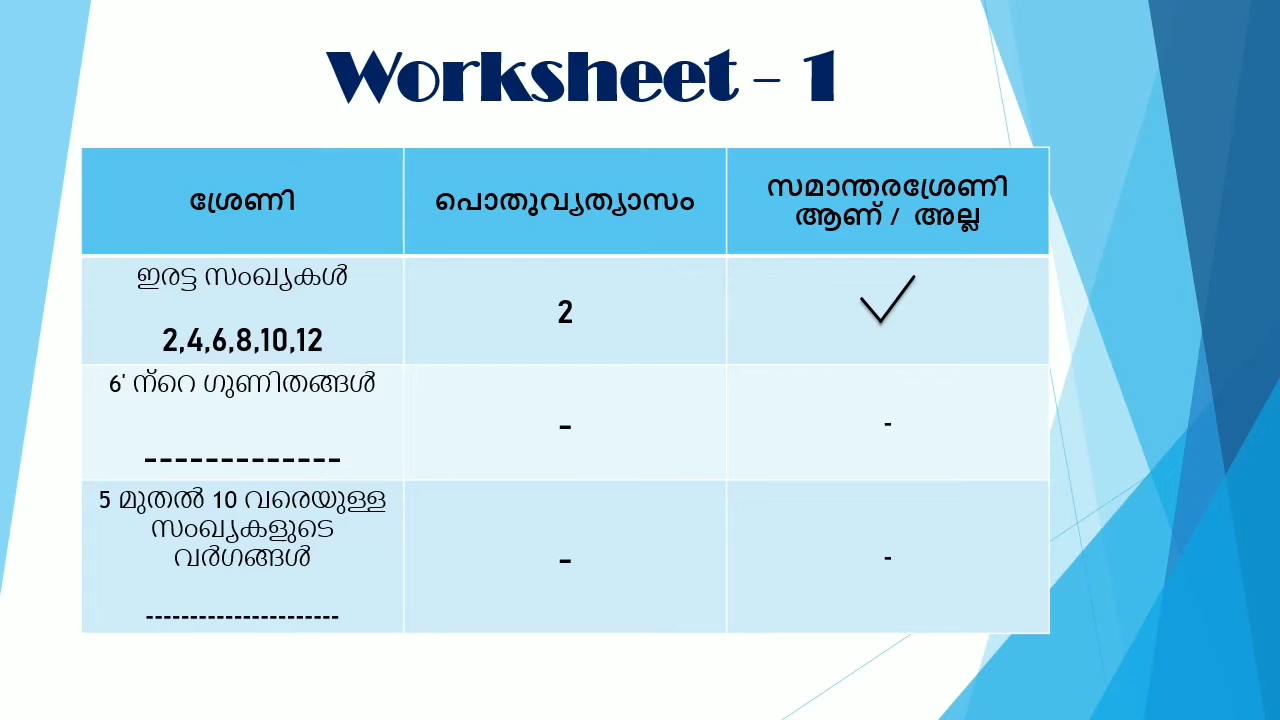 Worksheet – 1
ശ്രേണി
പൊതുവ്യത്യാസം
സമാന്തരശ്രേണി
ആണ് / അല്ല
ഇരട്ട സംഖ്യകൾ
2,4,6,8,10,12
2
6' ന്റെ ഗുണിതങ്ങൾ
-------------
-
-
5 മുതൽ 10 വരെയുള്ള
സംഖ്യകളുടെ
വർഗങ്ങൾ
----------------------
-
-